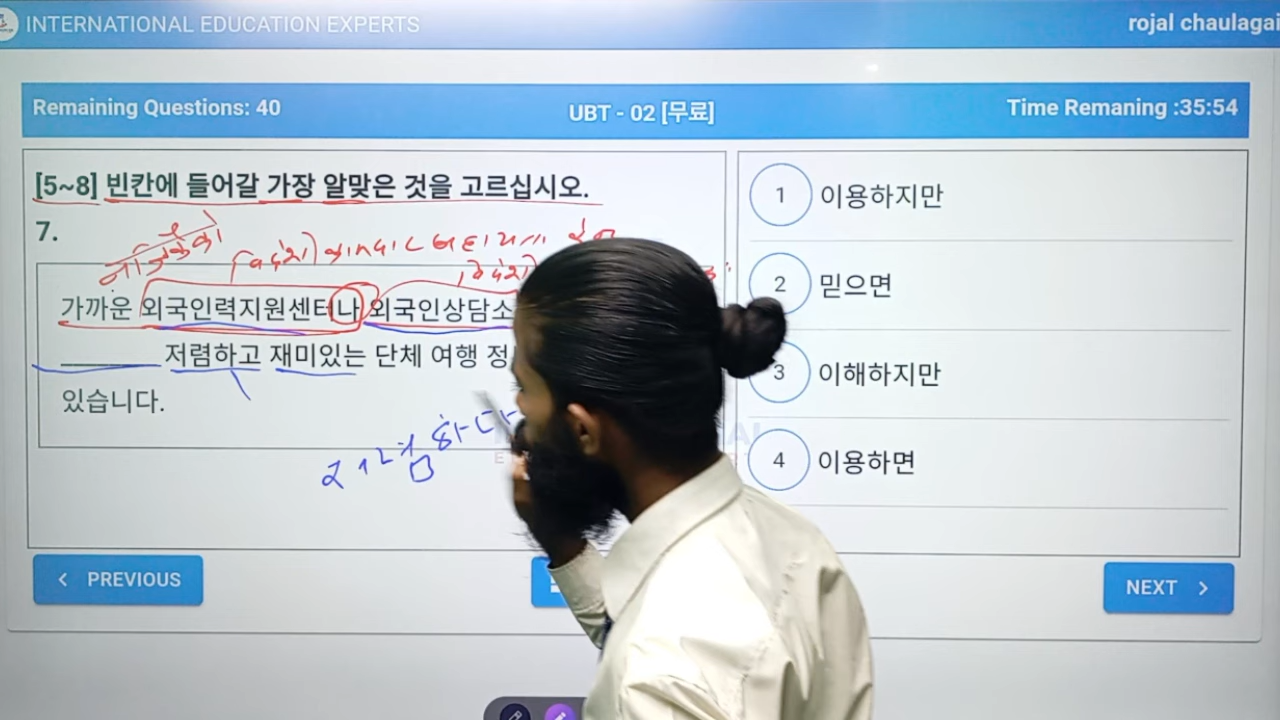 INTERNATIONAL EDUCATION EXPERTS
rojal chaulagai
Remaining Questions: 40
UBT - 02 [무료]
Time Remaning :35:54
[5~8] 빈칸에 들어갈 가장 알맞은 것을 고르십시오.
7.
가까운 외국인력지원센터나 외국인상담소
저렴하고 재미있는 단체 여행
있습니다.
저렴하다
1 이용하지만
2 믿으면
3 이해하지만
4 이용하면
PREVIOUS
NEXT